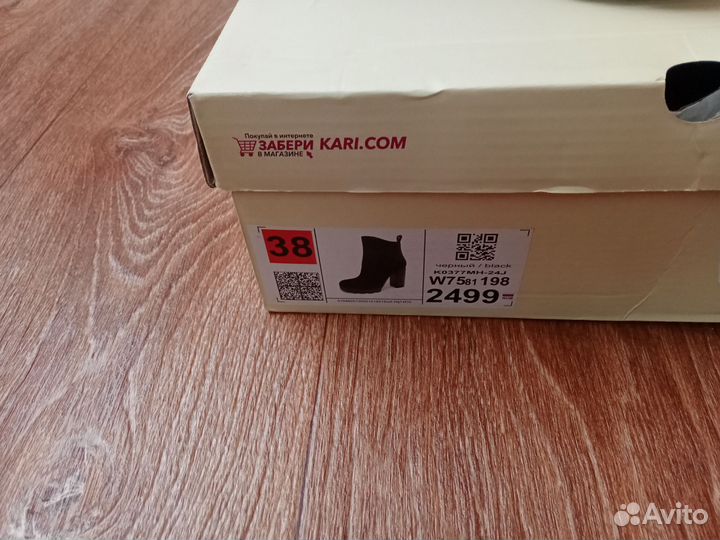 Покупай в интернете
ЗАБЕРИ
В МАГАЗИНЕ
KARI.COM
38
черный / black
K0377MH-24J
W7581198
2499
Avito